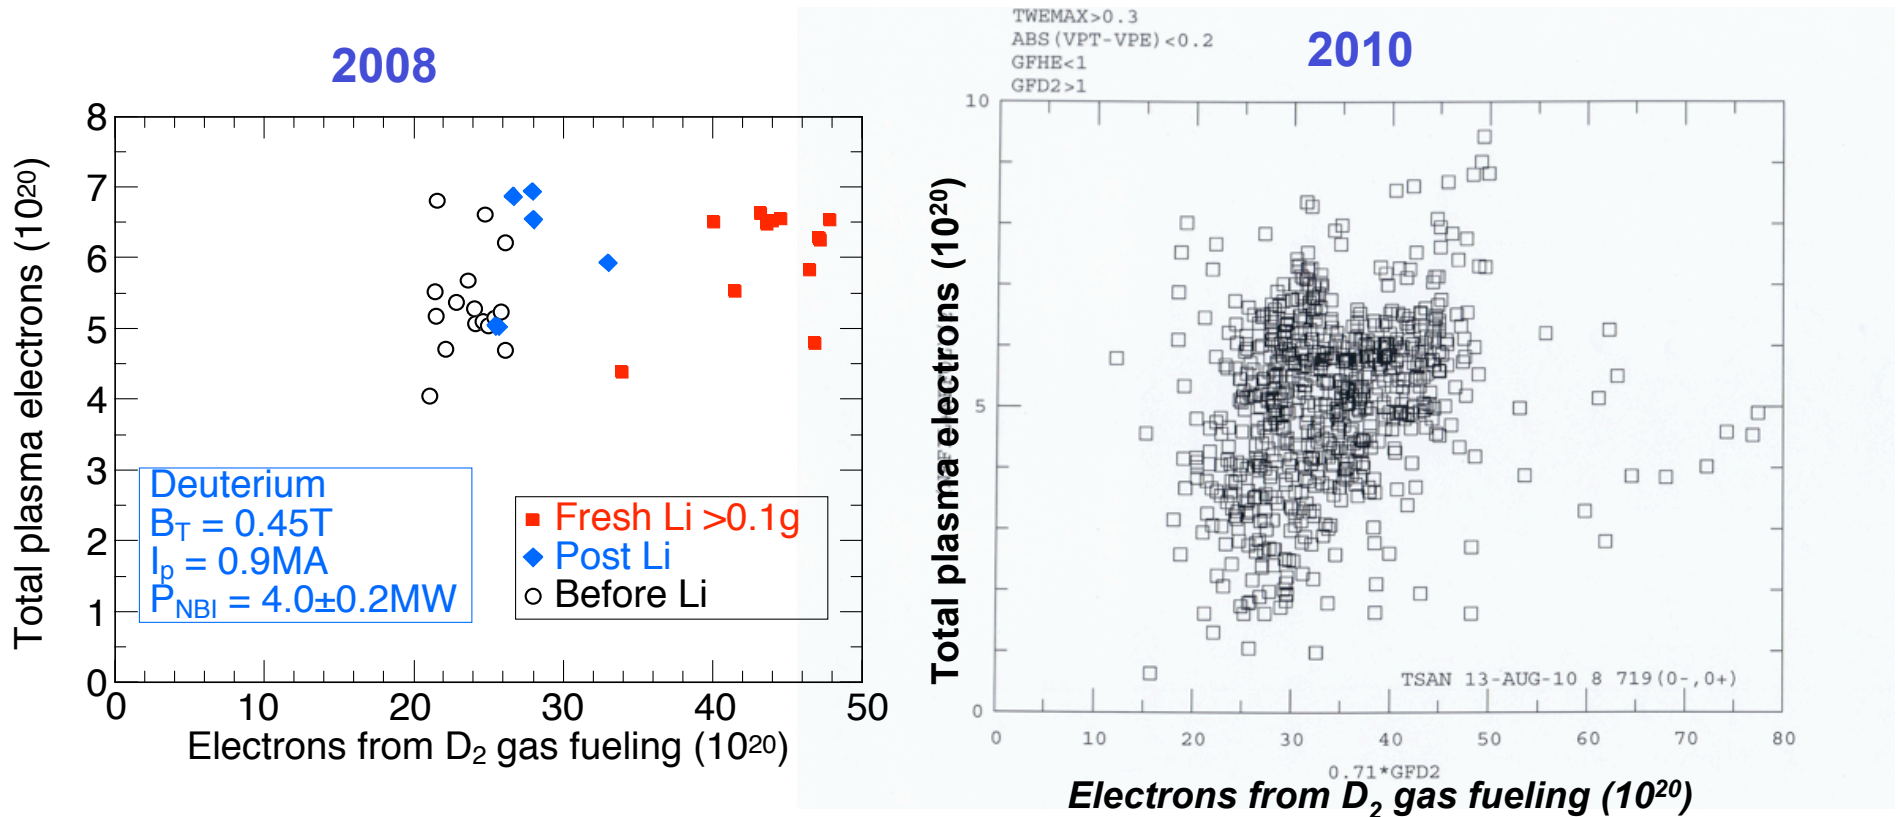 2008
8
7
6
5
4
3
2
1
0
0 10 20 30 40 50
Total plasma electrons (10²⁰)
Electrons from D₂ gas fueling (10²⁰)
Deuterium
B_T = 0.45T
I_p = 0.9MA
P_NBI = 4.0±0.2MW
Fresh Li >0.1g
Post Li
Before Li
TWEMAX>0.3
ABS(VPT-VPE)<0.2
GFHE<1
GFD2>1
2010
10
5
0
0 10 20 30 40 50 60 70 80
Total plasma electrons (10²⁰)
TSAN 13-AUG-10 8 719(0-,0+)
0.71*GFD2
Electrons from D₂ gas fueling (10²⁰)